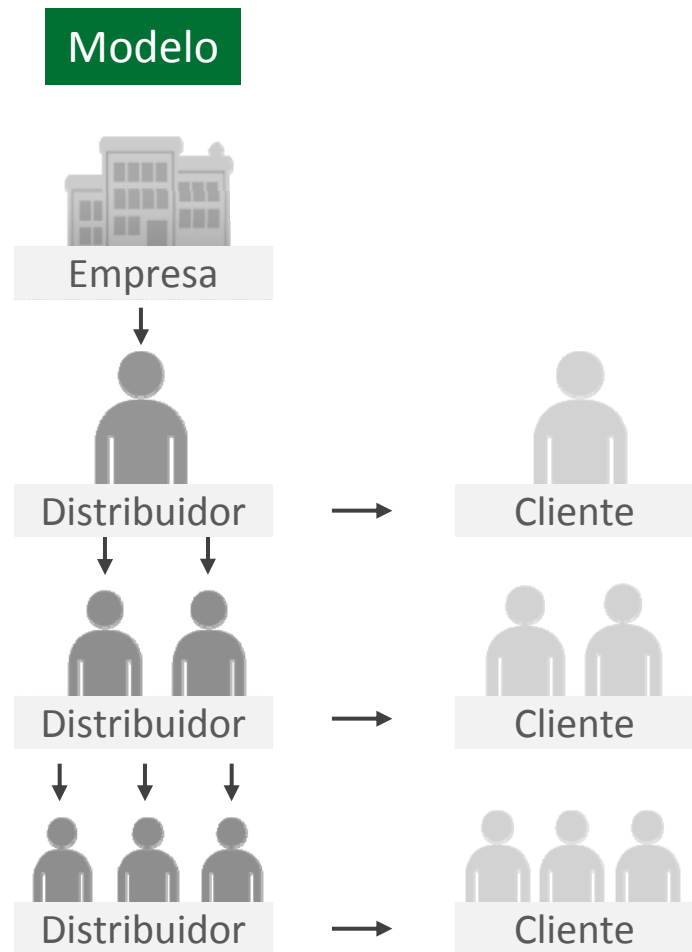 Modelo
Empresa
Distribuidor
Cliente
Distribuidor
Cliente
Distribuidor
Cliente